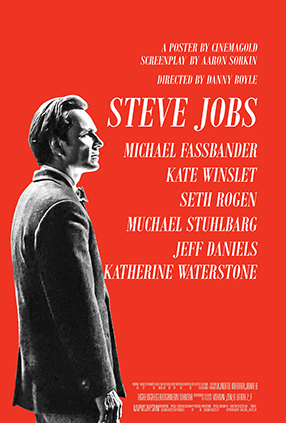 A POSTER BY CINEMAGOLD
SCREENPLAY BY AARON SORKIN
DIRECTED BY DANNY BOYLE
STEVE JOBS
MICHAEL FASSBANDER
KATE WINSLET
SETH ROGEN
MUCHAEL STUHLBARG
JEFF DANIELS
KATHERINE WATERSTONE